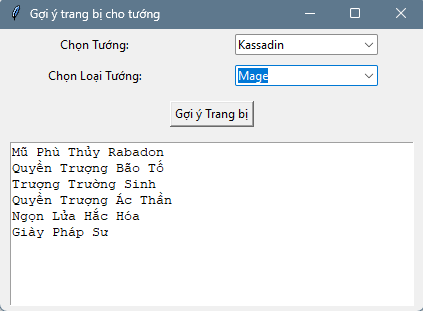 Gợi ý trang bị cho tướng
Chọn Tướng: Kassadin
Chọn Loại Tướng: Mage
Gợi ý Trang bị
Mũ Phù Thủy Rabadon
Quyền Trượng Bão Tố
Trượng Trường Sinh
Quyền Trượng Ác Thần
Ngọn Lửa Hắc Hóa
Giày Pháp Sư